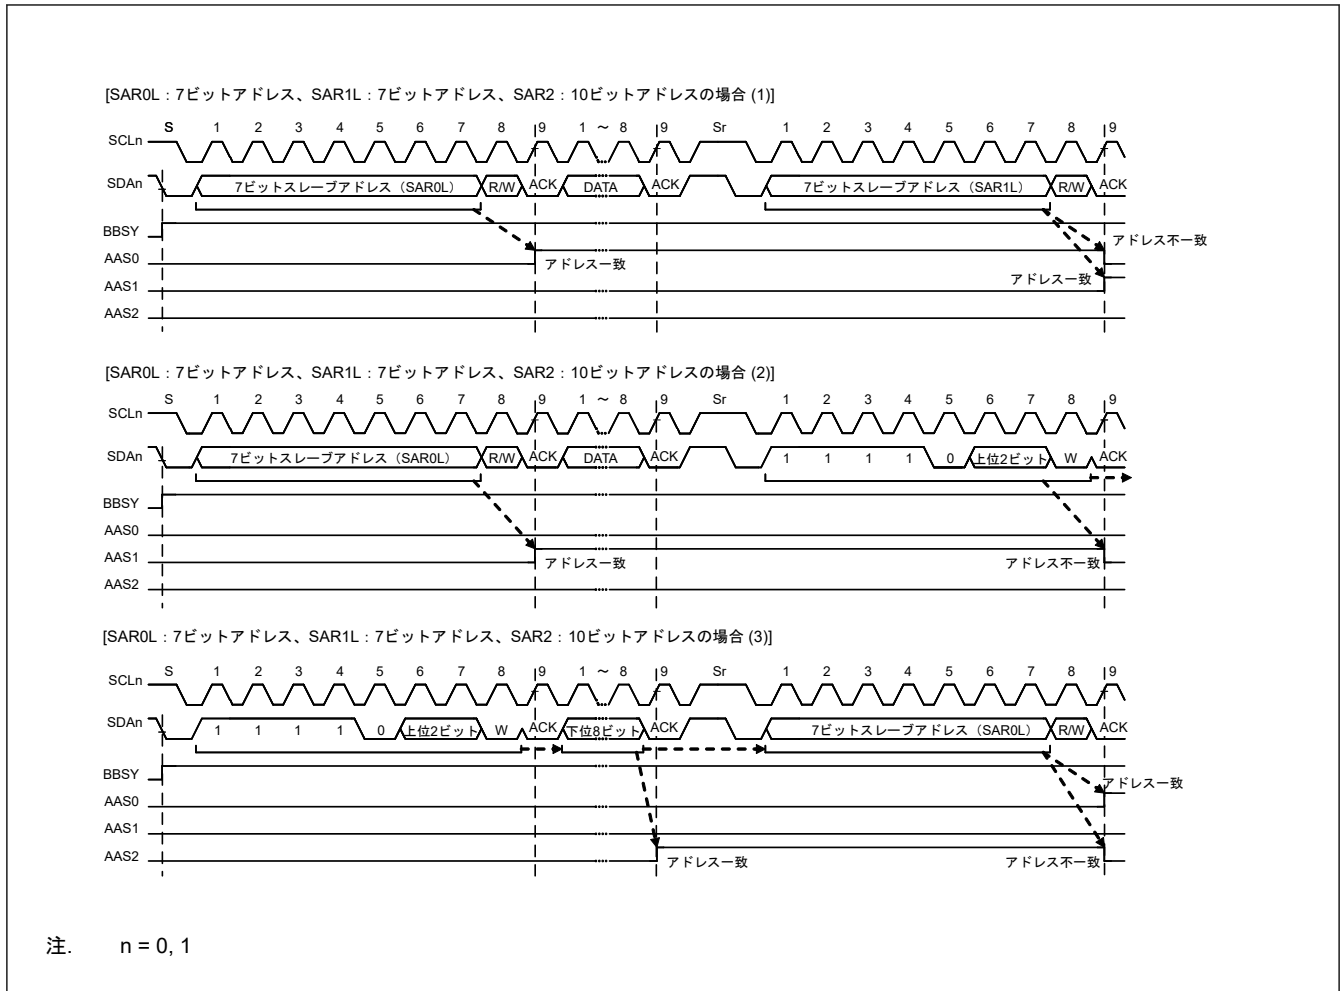 [SAR0L：7ビットアドレス、SAR1L：7ビットアドレス、SAR2：10ビットアドレスの場合 (1)]
S 1 2 3 4 5 6 7 8 9 1 ～ 8 9 Sr 1 2 3 4 5 6 7 8 9
SCLn
SDAn 7ビットスレーブアドレス（SAR0L） R/W ACK DATA ACK 7ビットスレーブアドレス（SAR1L） R/W ACK
BBSY
アドレス不一致
AAS0 アドレス一致
AAS1 アドレス一致
AAS2
[SAR0L：7ビットアドレス、SAR1L：7ビットアドレス、SAR2：10ビットアドレスの場合 (2)]
S 1 2 3 4 5 6 7 8 9 1 ～ 8 9 Sr 1 2 3 4 5 6 7 8 9
SCLn
SDAn 7ビットスレーブアドレス（SAR0L） R/W ACK DATA ACK 1 1 1 1 0 上位2ビット W ACK
BBSY
AAS0
AAS1 アドレス一致 アドレス不一致
AAS2
[SAR0L：7ビットアドレス、SAR1L：7ビットアドレス、SAR2：10ビットアドレスの場合 (3)]
S 1 2 3 4 5 6 7 8 9 1 ～ 8 9 Sr 1 2 3 4 5 6 7 8 9
SCLn
SDAn 1 1 1 1 0 上位2ビット W ACK 下位8ビット ACK 7ビットスレーブアドレス（SAR0L） R/W ACK
BBSY
アドレス一致
AAS0
AAS1
AAS2 アドレス一致 アドレス不一致
注. n = 0, 1